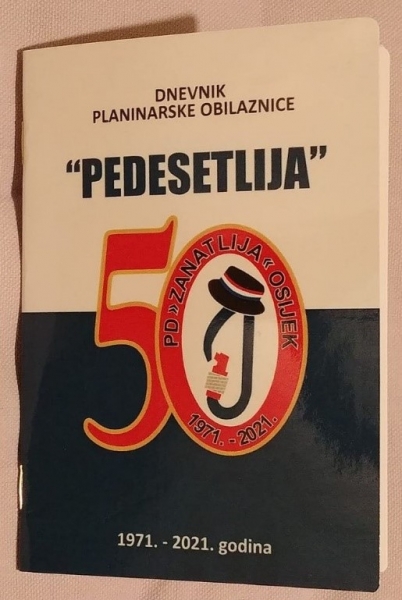 DNEVNIK
PLANINARSKE OBILAZNICE
“PEDESETLIJA”
50
PD »ZANATLIJA« OSIJEK
1971. - 2021.
1971. - 2021. godina